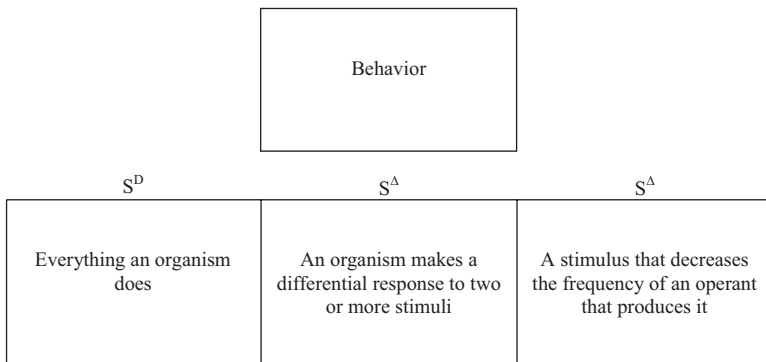 Behavior
S^D S^Δ S^Δ
Everything an organism
does
An organism makes a
differential response to two
or more stimuli
A stimulus that decreases
the frequency of an operant
that produces it